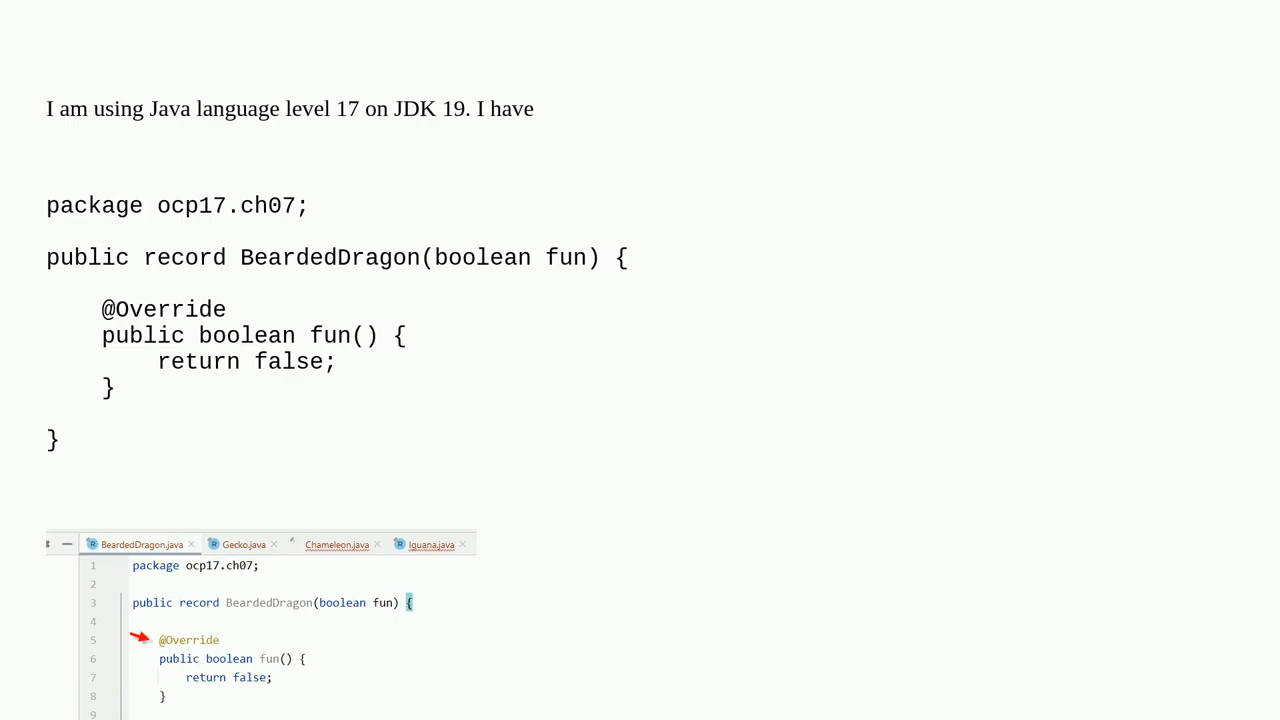 I am using Java language level 17 on JDK 19. I have
package ocp17.ch07;
public record BeardedDragon(boolean fun) {
@Override
public boolean fun() {
return false;
}
}
BeardedDragon.java Gecko.java Chameleon.java Iguana.java
1 package ocp17.ch07;
2
3 public record BeardedDragon(boolean fun) {
4
5 @Override
6 public boolean fun() {
7 return false;
8 }
9